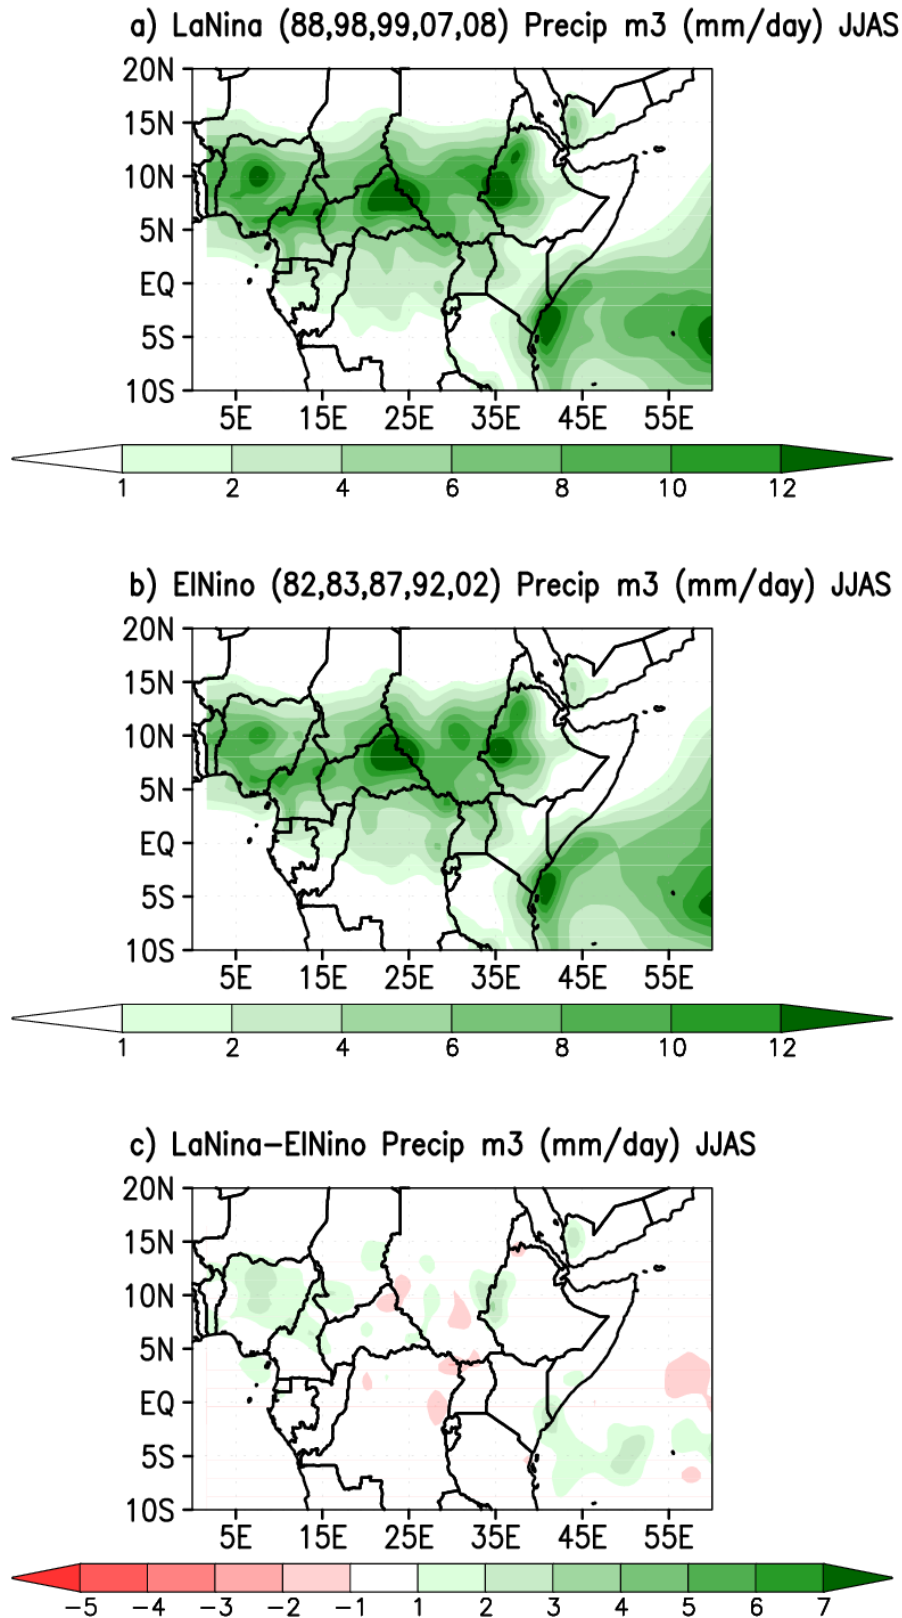 a) LaNina (88,98,99,07,08) Precip m3 (mm/day) JJAS
20N
15N
10N
5N
EQ
5S
10S
5E 15E 25E 35E 45E 55E
1 2 4 6 8 10 12
b) ElNino (82,83,87,92,02) Precip m3 (mm/day) JJAS
20N
15N
10N
5N
EQ
5S
10S
5E 15E 25E 35E 45E 55E
1 2 4 6 8 10 12
c) LaNina−ElNino Precip m3 (mm/day) JJAS
20N
15N
10N
5N
EQ
5S
10S
5E 15E 25E 35E 45E 55E
−5 −4 −3 −2 −1 1 2 3 4 5 6 7